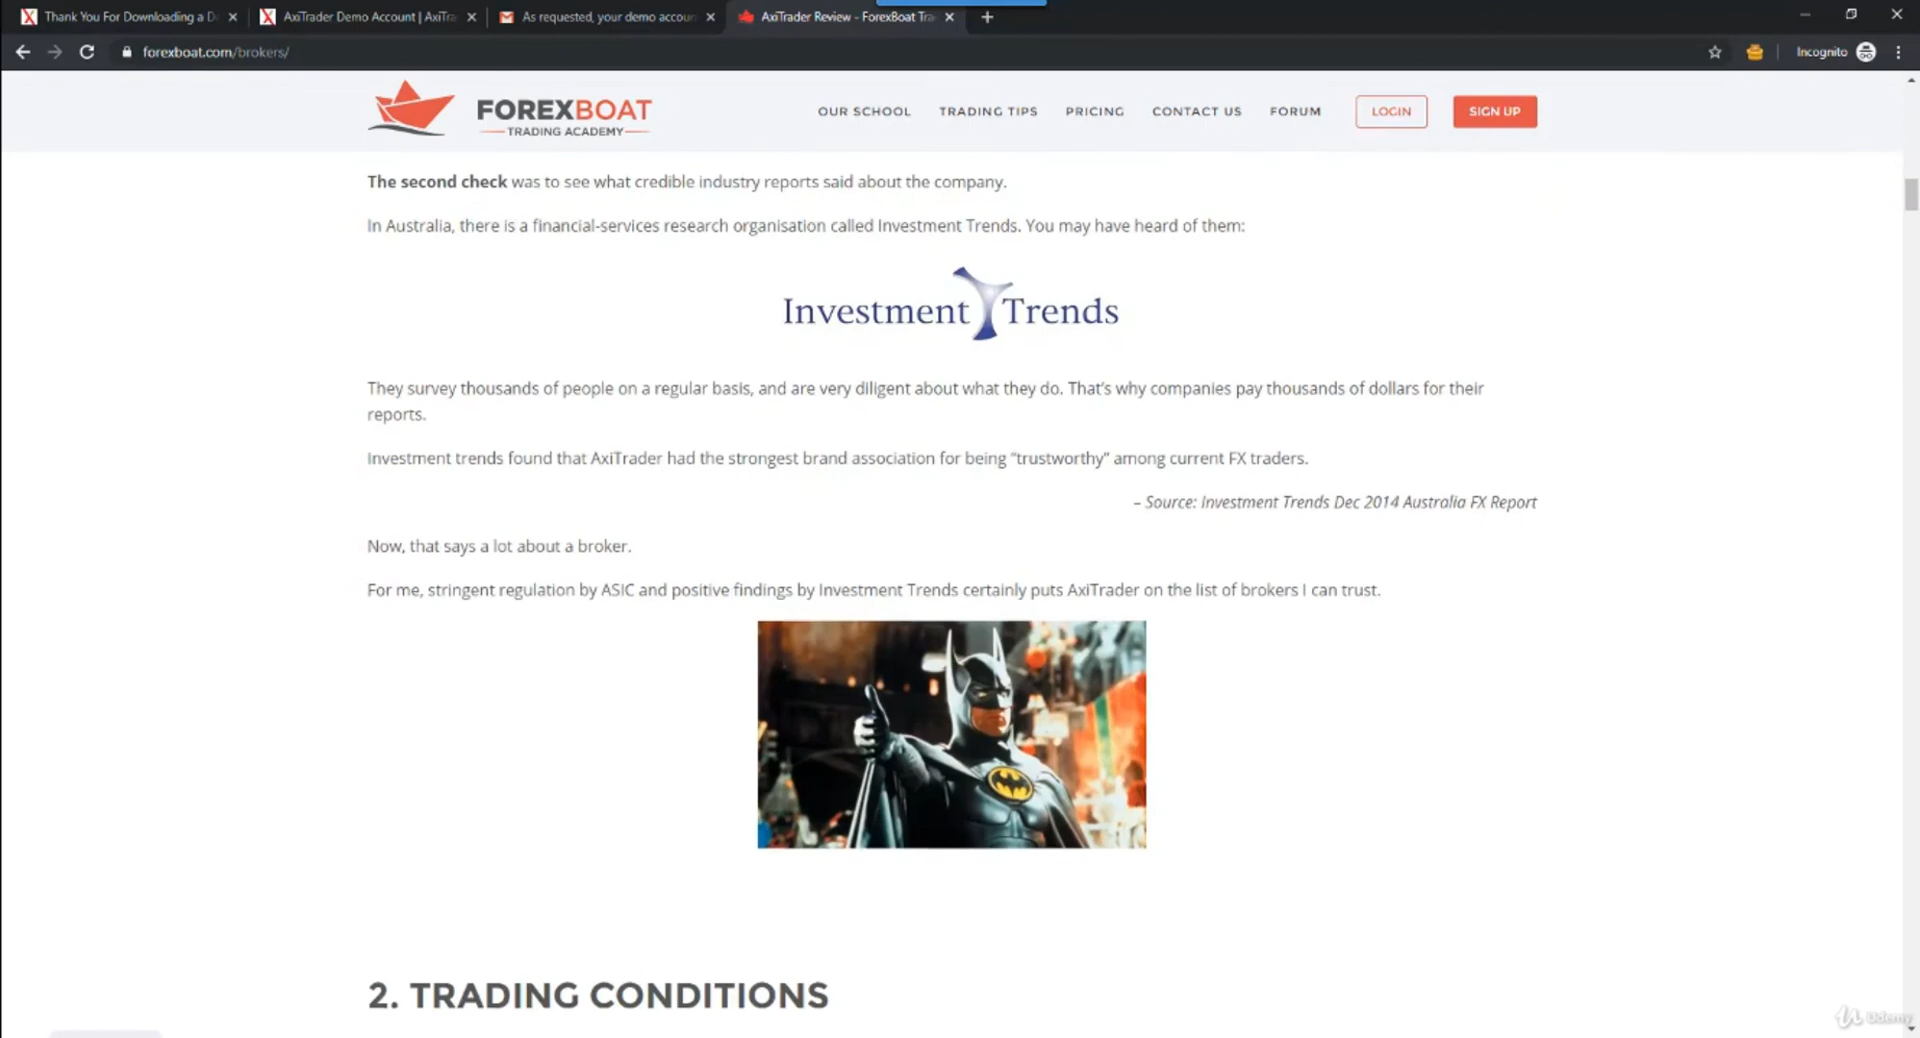 Thank You For Downloading a D
AxiTrader Demo Account | AxiTra
As requested, your demo accoun
AxiTrader Review - ForexBoat Tra
forexboat.com/brokers/
Incognito
FOREXBOAT
TRADING ACADEMY
OUR SCHOOL
TRADING TIPS
PRICING
CONTACT US
FORUM
LOGIN
SIGN UP
The second check was to see what credible industry reports said about the company.
In Australia, there is a financial-services research organisation called Investment Trends. You may have heard of them:
Investment Trends
They survey thousands of people on a regular basis, and are very diligent about what they do. That's why companies pay thousands of dollars for their
reports.
Investment trends found that AxiTrader had the strongest brand association for being “trustworthy” among current FX traders.
– Source: Investment Trends Dec 2014 Australia FX Report
Now, that says a lot about a broker.
For me, stringent regulation by ASIC and positive findings by Investment Trends certainly puts AxiTrader on the list of brokers I can trust.
2. TRADING CONDITIONS
Udemy